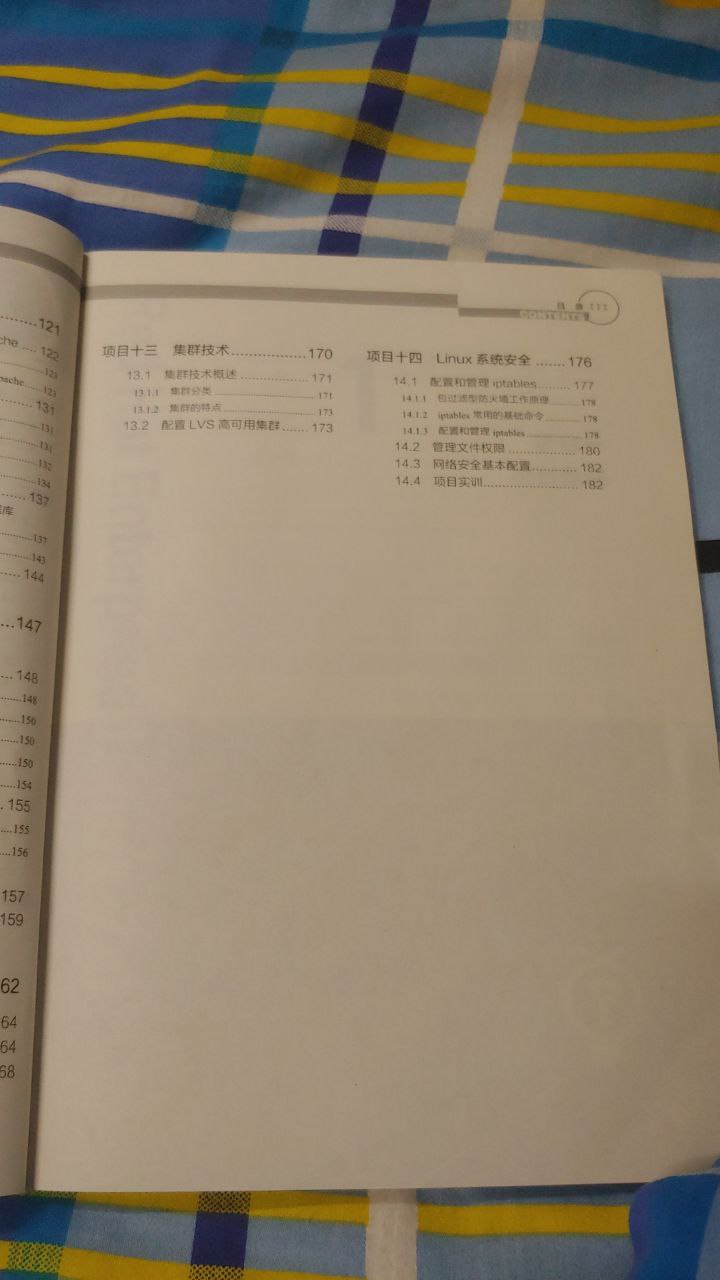 121
che .... 122
123
pache......123
131
131
131
132
134
137
137
143
144
147
148
148
150
150
150
154
155
155
156
157
159
62
64
64
68
目 录 III
CONTENTS
项目十三 集群技术..................170
13.1 集群技术概述..................171
13.1.1 集群分类..................171
13.1.2 集群的特点..................173
13.2 配置 LVS 高可用集群.......173
项目十四 Linux 系统安全.......176
14.1 配置和管理 iptables.........177
14.1.1 包过滤型防火墙工作原理.........178
14.1.2 iptables 常用的基础命令.........178
14.1.3 配置和管理 iptables..................178
14.2 管理文件权限..................180
14.3 网络安全基本配置............182
14.4 项目实训..........................182